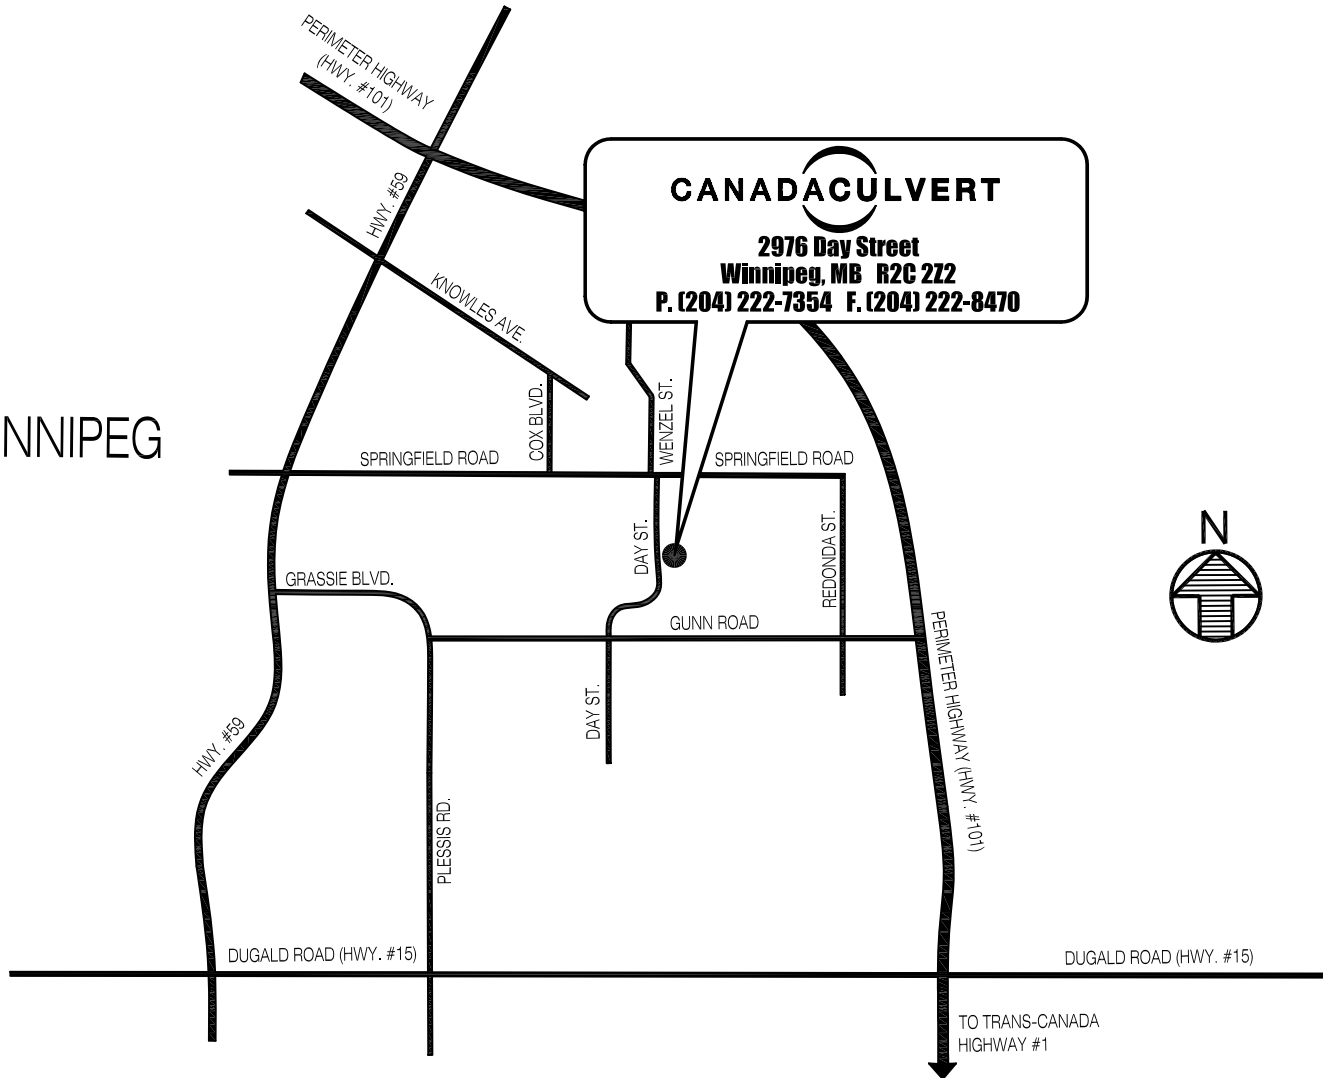 PERIMETER HIGHWAY
(HWY. #101)
HWY. #59
CANADACULVERT
2976 Day Street
Winnipeg, MB R2C 2Z2
P. (204) 222-7354 F. (204) 222-8470
KNOWLES AVE.
COX BLVD.
WENZEL ST.
NNIPEG
SPRINGFIELD ROAD
SPRINGFIELD ROAD
N
DAY ST.
REDONDA ST.
GRASSIE BLVD.
GUNN ROAD
PERIMETER HIGHWAY (HWY. #101)
DAY ST.
HWY. #59
PLESSIS RD.
DUGALD ROAD (HWY. #15)
DUGALD ROAD (HWY. #15)
TO TRANS-CANADA
HIGHWAY #1